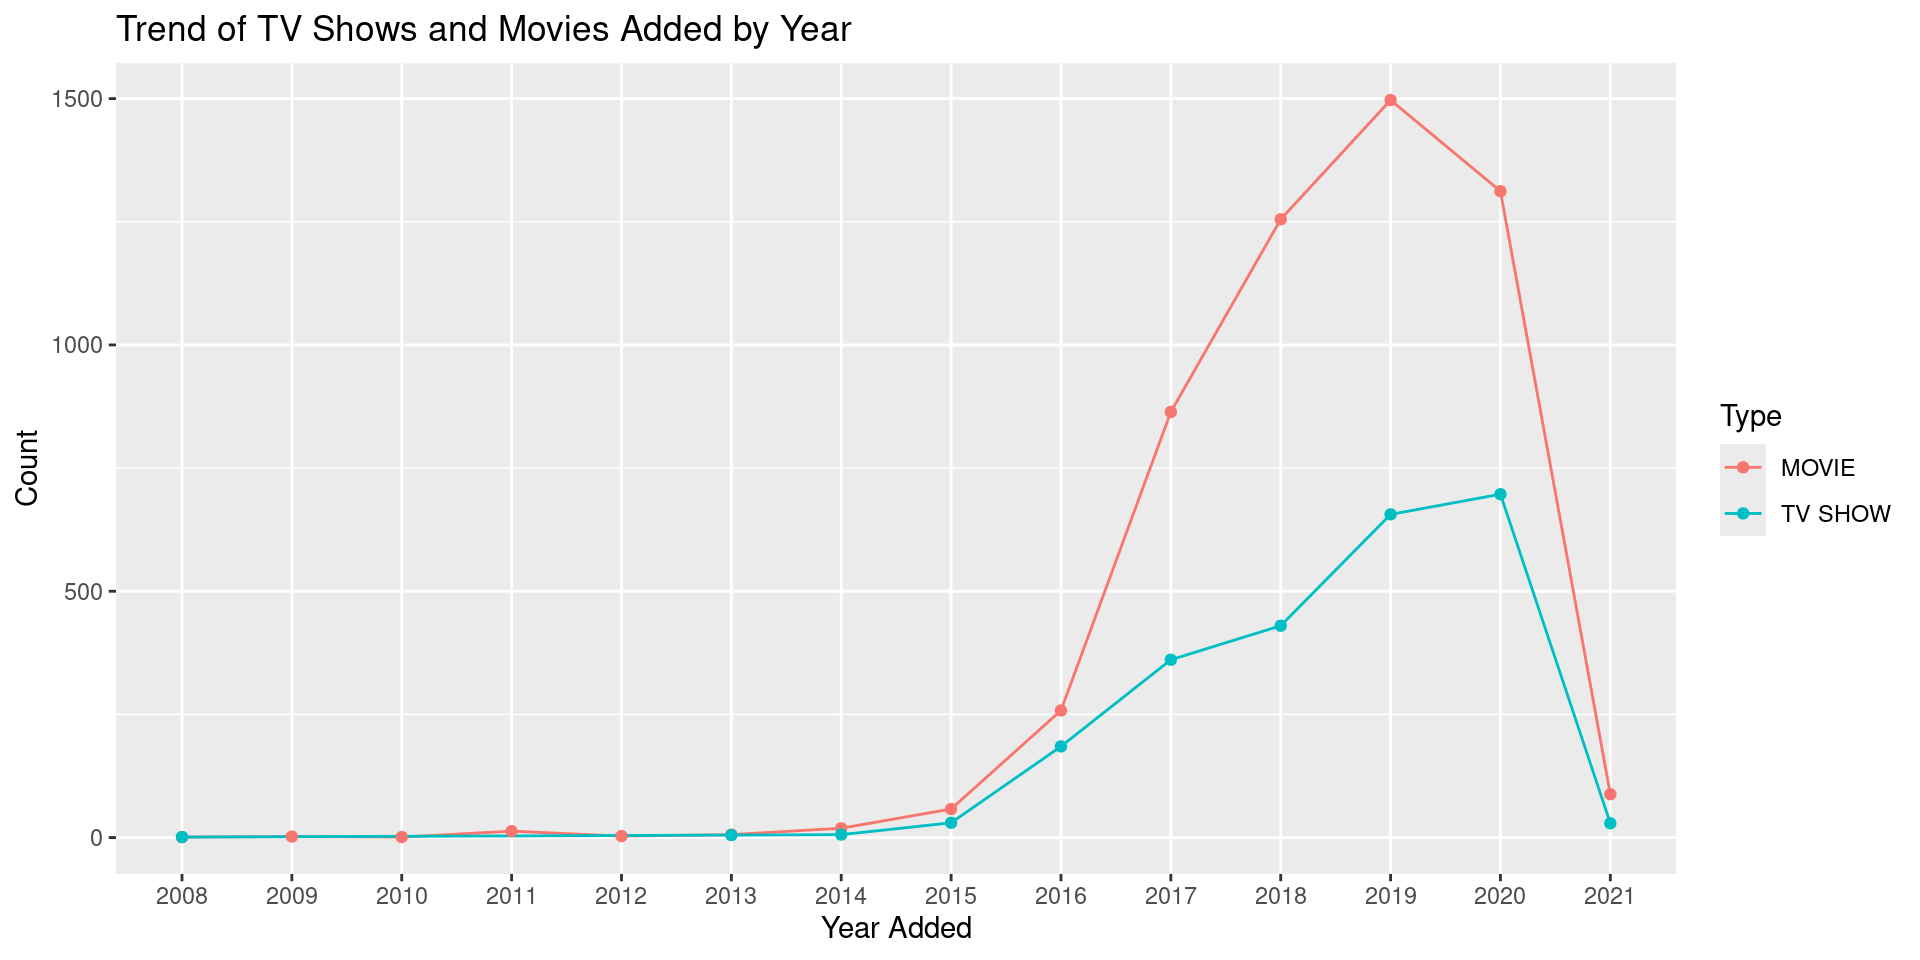 Trend of TV Shows and Movies Added by Year
1500
1000
500
0
Count
2008 2009 2010 2011 2012 2013 2014 2015 2016 2017 2018 2019 2020 2021
Year Added
Type
MOVIE
TV SHOW